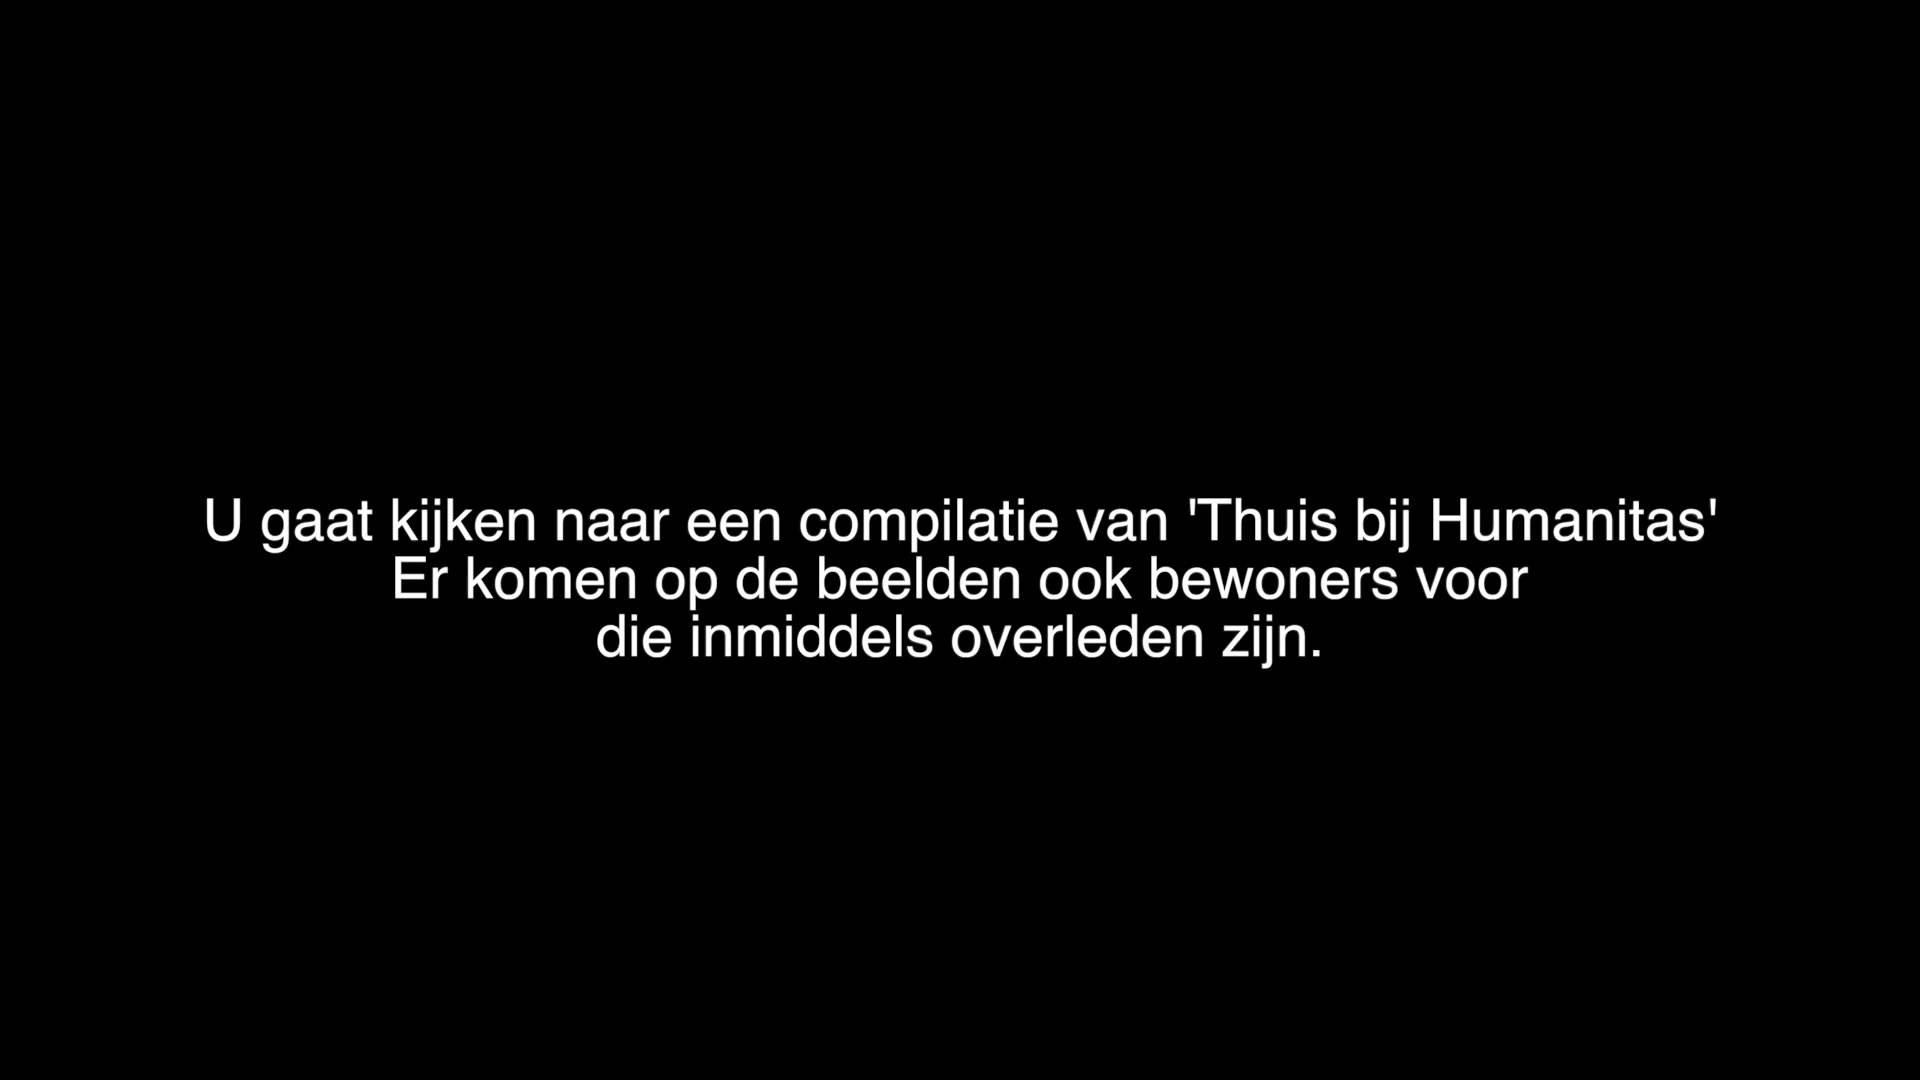 U gaat kijken naar een compilatie van 'Thuis bij Humanitas'
Er komen op de beelden ook bewoners voor
die inmiddels overleden zijn.